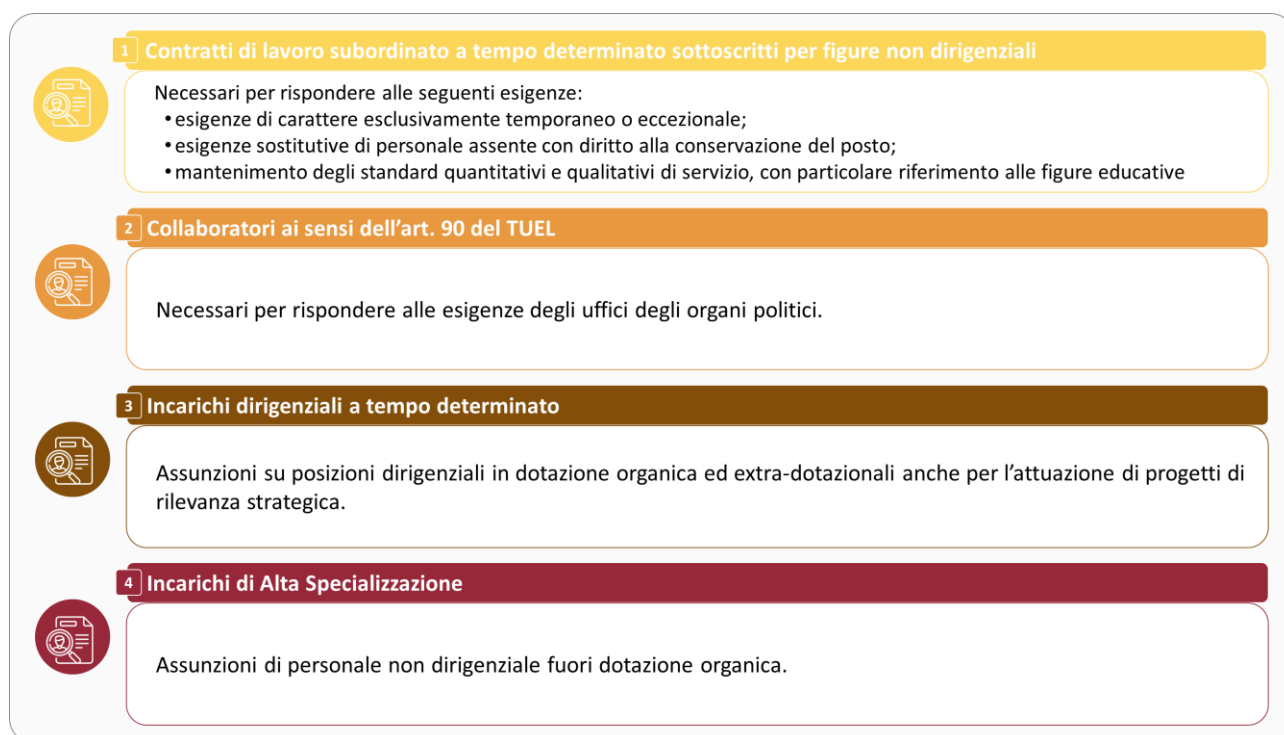 1 Contratti di lavoro subordinato a tempo determinato sottoscritti per figure non dirigenziali
Necessari per rispondere alle seguenti esigenze:
• esigenze di carattere esclusivamente temporaneo o eccezionale;
• esigenze sostitutive di personale assente con diritto alla conservazione del posto;
• mantenimento degli standard quantitativi e qualitativi di servizio, con particolare riferimento alle figure educative
2 Collaboratori ai sensi dell’art. 90 del TUEL
Necessari per rispondere alle esigenze degli uffici degli organi politici.
3 Incarichi dirigenziali a tempo determinato
Assunzioni su posizioni dirigenziali in dotazione organica ed extra-dotazionali anche per l’attuazione di progetti di
rilevanza strategica.
4 Incarichi di Alta Specializzazione
Assunzioni di personale non dirigenziale fuori dotazione organica.